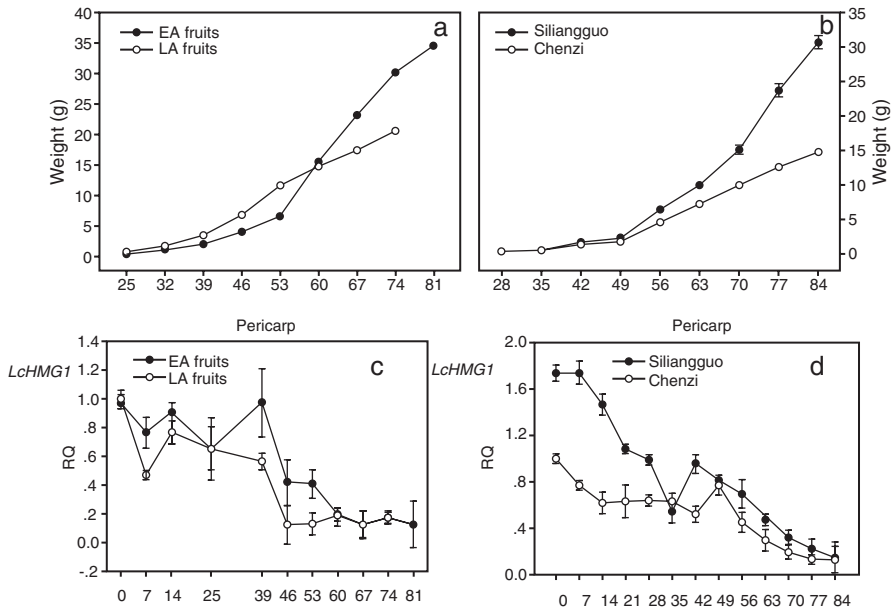 a
EA fruits
LA fruits
Weight (g)
40
35
30
25
20
15
10
5
0
25 32 39 46 53 60 67 74 81
b
Siliangguo
Chenzi
Weight (g)
35
30
25
20
15
10
5
0
28 35 42 49 56 63 70 77 84
Pericarp
c
EA fruits
LA fruits
LcHMG1
RQ
1.4
1.2
1.0
.8
.6
.4
.2
0.0
-.2
0 7 14 25 39 46 53 60 67 74 81
Pericarp
d
Siliangguo
Chenzi
LcHMG1
RQ
2.0
1.6
1.2
.8
.4
0.0
0 7 14 21 28 35 42 49 56 63 70 77 84